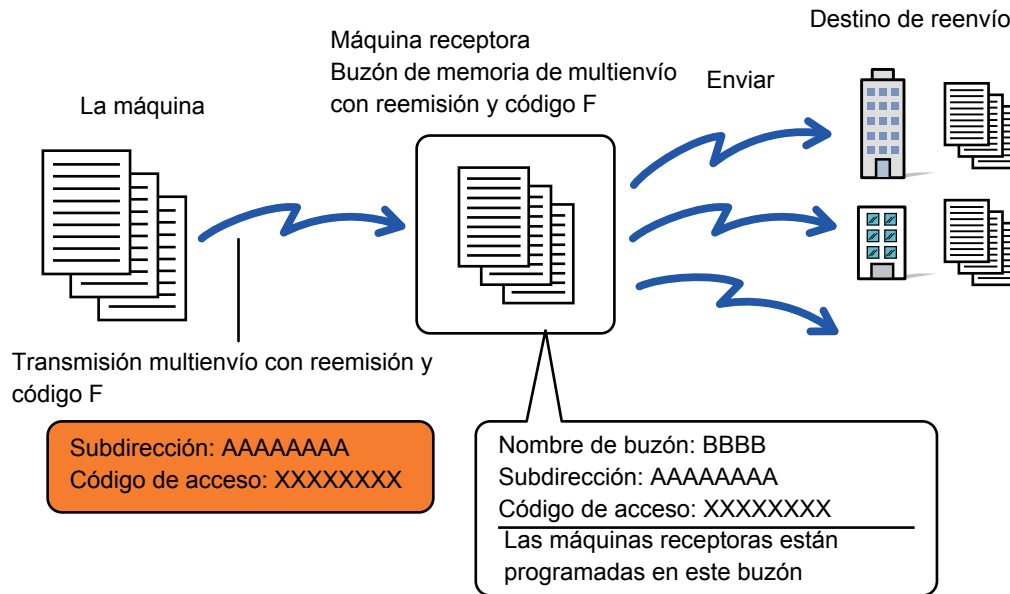 Destino de reenvío
Máquina receptora
Buzón de memoria de multienvío
con reemisión y código F
Enviar
La máquina
Transmisión multienvío con reemisión y
código F
Subdirección: AAAAAAAA
Código de acceso: XXXXXXXX
Nombre de buzón: BBBB
Subdirección: AAAAAAAA
Código de acceso: XXXXXXXX
Las máquinas receptoras están
programadas en este buzón